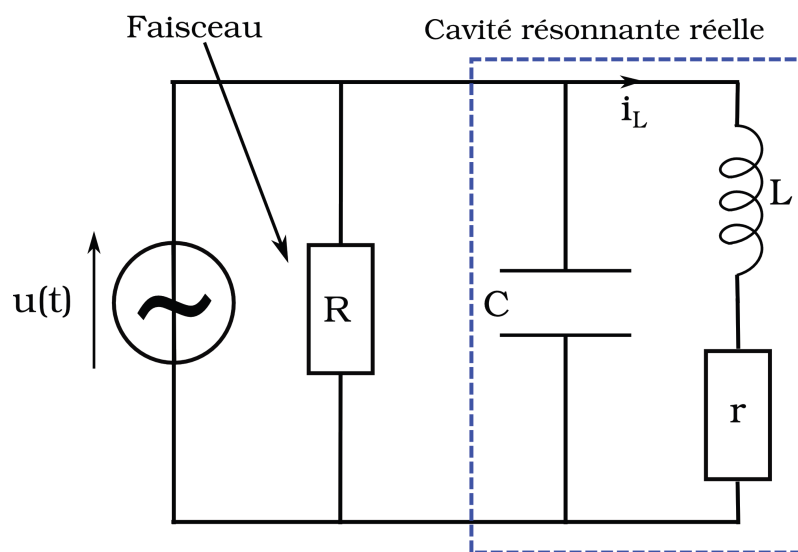 Faisceau
Cavité résonnante réelle
i_L
L
u(t)
R
C
r